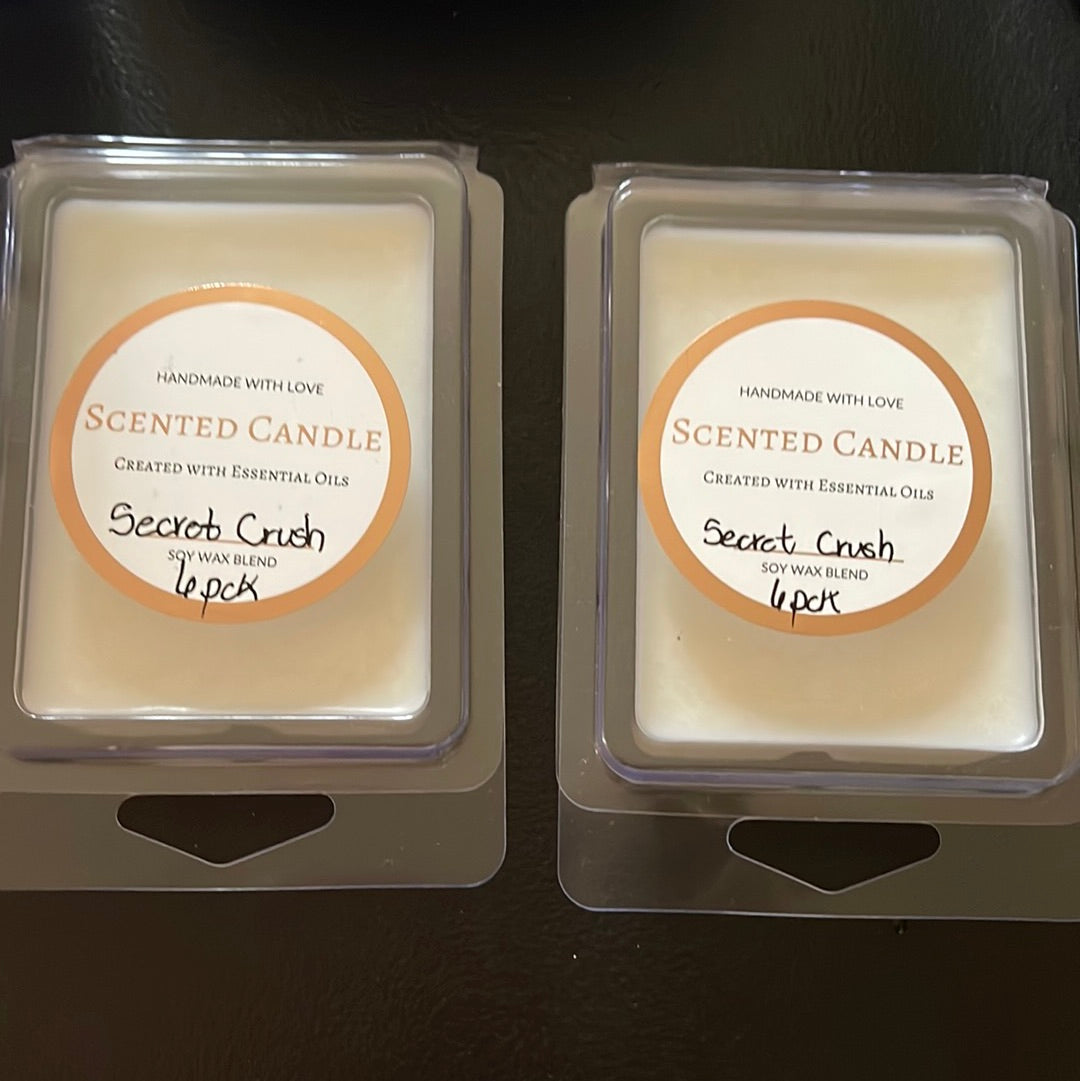 HANDMADE WITH LOVE
SCENTED CANDLE
CREATED WITH ESSENTIAL OILS
Secret Crush
SOY WAX BLEND
6pck
HANDMADE WITH LOVE
SCENTED CANDLE
CREATED WITH ESSENTIAL OILS
Secret Crush
SOY WAX BLEND
6pck